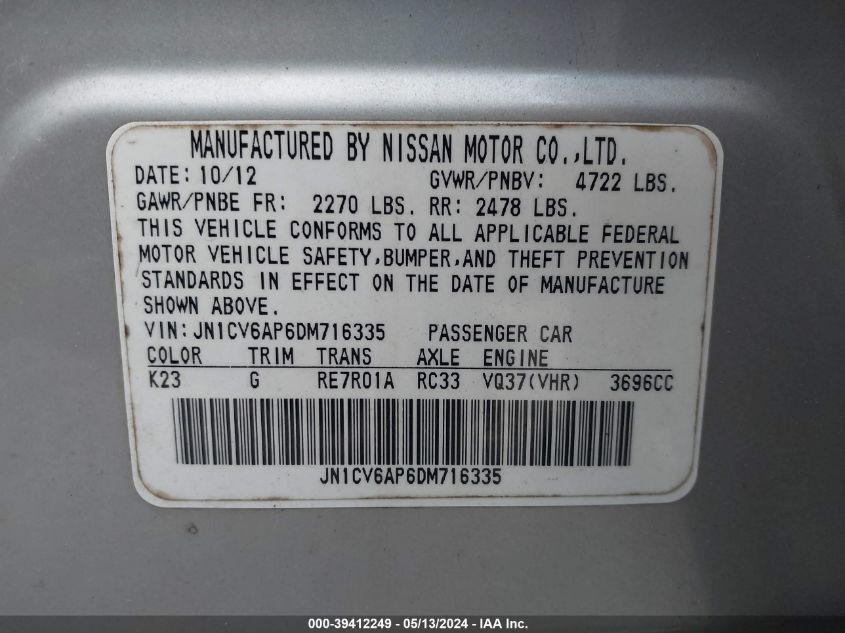 MANUFACTURED BY NISSAN MOTOR CO.,LTD.
DATE: 10/12 GVWR/PNBV: 4722 LBS.
GAWR/PNBE FR: 2270 LBS. RR: 2478 LBS.
THIS VEHICLE CONFORMS TO ALL APPLICABLE FEDERAL
MOTOR VEHICLE SAFETY,BUMPER,AND THEFT PREVENTION
STANDARDS IN EFFECT ON THE DATE OF MANUFACTURE
SHOWN ABOVE.
VIN: JN1CV6AP6DM716335 PASSENGER CAR
COLOR TRIM TRANS AXLE ENGINE
K23 G RE7R01A RC33 VQ37(VHR) 3696CC
JN1CV6AP6DM716335
000-39412249 - 05/13/2024 - IAA Inc.